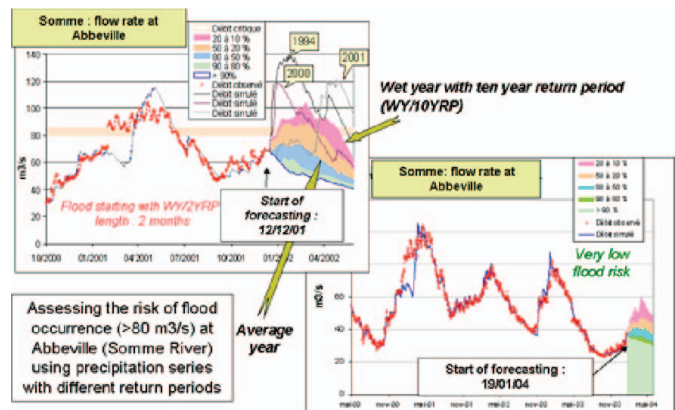 Somme : flow rate at
Abbeville
Débit critique
20 à 10 %
50 à 20 %
80 à 50 %
90 à 80%
> 90%
Débit observé
Débit simulé
Débit simulé
Débit simulé
1994
2001
2000
m3/s
140
120
100
80
60
40
20
0
10/2000
01/2001
04/2001
07/2001
10/2001
01/2002
04/2002
Flood starting with WY/2YRP
length : 2 months
Start of
forecasting :
12/12/01
Wet year with ten year return period
(WY/10YRP)
Average
year
Assessing the risk of flood
occurrence (>80 m3/s) at
Abbeville (Somme River)
using precipitation series
with different return periods
Somme: flow rate at
Abbeville
20 à 10 %
50 à 20 %
80 à 50 %
90 à 80 %
> 90 %
Débit observé
Débit simulé
Very low
flood risk
m3/s
60
40
20
0
Start of forecasting :
19/01/04
mai-00
nov-00
mai-01
nov-01
mai-02
nov-02
mai-03
nov-03
mai-04